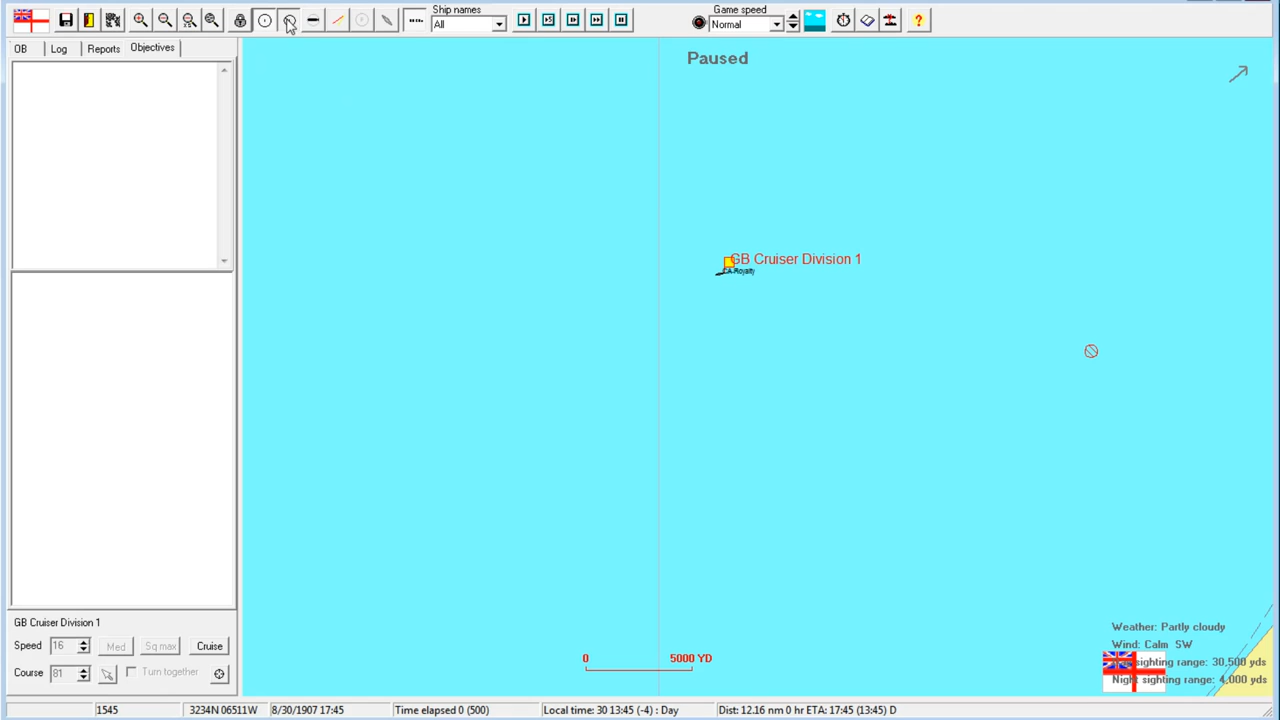 Ship names
All
Game speed
Normal
?
OB
Log
Reports
Objectives
Paused
GB Cruiser Division 1
CA Royalty
GB Cruiser Division 1
Speed
16
Med
Sq max
Cruise
Course
81
Turn together
0
5000 YD
Weather: Partly cloudy
Wind: Calm SW
sighting range: 30,500 yds
Night sighting range: 4,000 yds
1545
3234N 06511W
8/30/1907 17:45
Time elapsed 0 (500)
Local time: 30 13:45 (-4) : Day
Dist: 12.16 nm 0 hr ETA: 17:45 (13:45) D